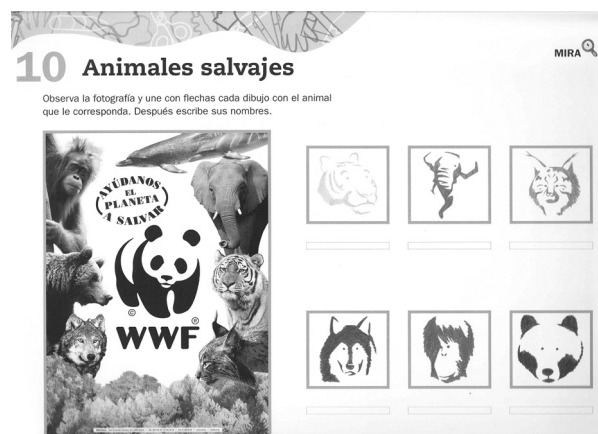 MIRA
10 Animales salvajes
Observa la fotografía y une con flechas cada dibujo con el animal
que le corresponda. Después escribe sus nombres.
AYÚDANOS
EL
PLANETA
A SALVAR
©
®
WWF